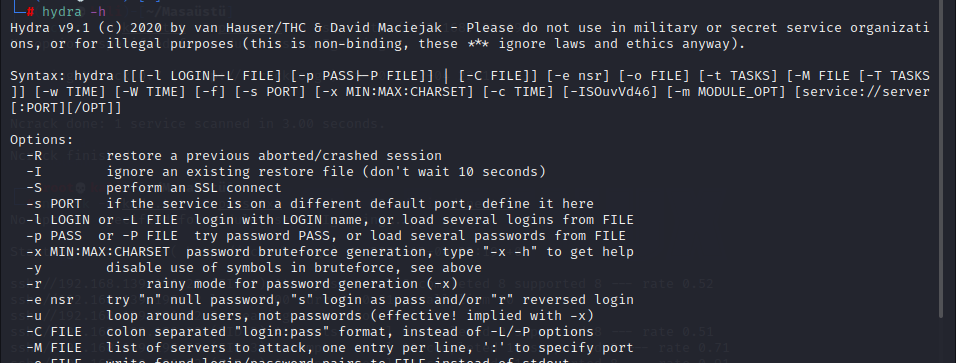 ~/Masaüstü
└─# hydra -h
Hydra v9.1 (c) 2020 by van Hauser/THC & David Maciejak - Please do not use in military or secret service organizati
ons, or for illegal purposes (this is non-binding, these *** ignore laws and ethics anyway).
Syntax: hydra [[[-l LOGIN|-L FILE] [-p PASS|-P FILE]] | [-C FILE]] [-e nsr] [-o FILE] [-t TASKS] [-M FILE [-T TASKS
]] [-w TIME] [-W TIME] [-f] [-s PORT] [-x MIN:MAX:CHARSET] [-c TIME] [-ISOuvVd46] [-m MODULE_OPT] [service://server
[:PORT][/OPT]]
Ncrack done: 1 service scanned in 3.00 seconds.
Options:
-R restore a previous aborted/crashed session
-I ignore an existing restore file (don't wait 10 seconds)
-S perform an SSL connect
-s PORT if the service is on a different default port, define it here
-l LOGIN or -L FILE login with LOGIN name, or load several logins from FILE
-p PASS or -P FILE try password PASS, or load several passwords from FILE
-x MIN:MAX:CHARSET password bruteforce generation, type "-x -h" to get help
-y disable use of symbols in bruteforce, see above
-r rainy mode for password generation (-x)
-e nsr try "n" null password, "s" login as pass and/or "r" reversed login
-u loop around users, not passwords (effective! implied with -x)
-C FILE colon separated "login:pass" format, instead of -L/-P options
-M FILE list of servers to attack, one entry per line, ':' to specify port
-o FILE write found login/password pairs to FILE instead of stdout